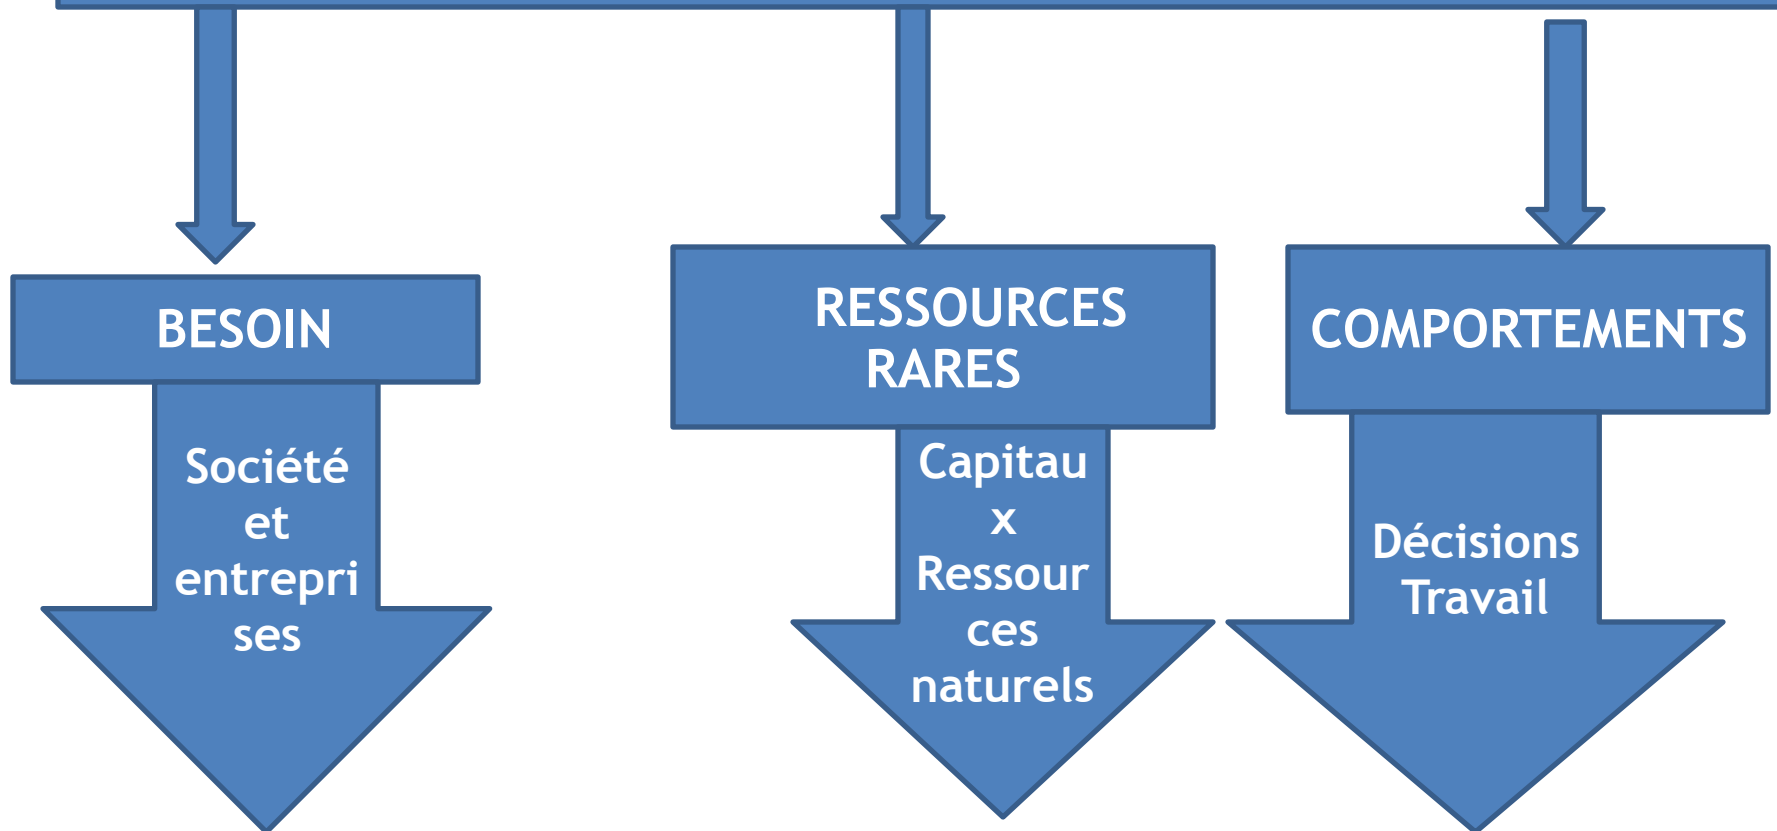 BESOIN
Société
et
entrepri
ses
RESSOURCES
RARES
Capitau
x
Ressour
ces
naturels
COMPORTEMENTS
Décisions
Travail